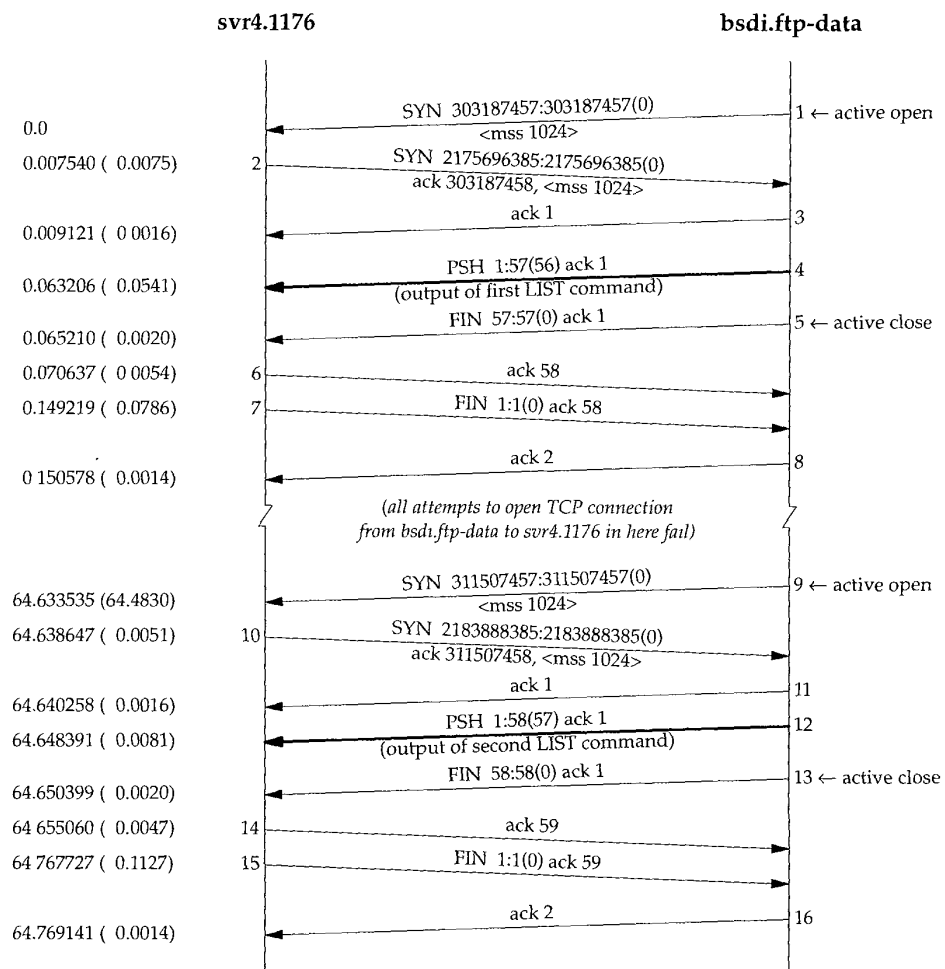 svr4.1176 bsdi.ftp-data
SYN 303187457:303187457(0) 1 ← active open
0.0 <mss 1024>
0.007540 ( 0.0075) 2 SYN 2175696385:2175696385(0)
ack 303187458, <mss 1024>
ack 1 3
0.009121 ( 0 0016)
PSH 1:57(56) ack 1 4
0.063206 ( 0.0541) (output of first LIST command)
FIN 57:57(0) ack 1 5 ← active close
0.065210 ( 0.0020)
0.070637 ( 0 0054) 6 ack 58
0.149219 ( 0.0786) 7 FIN 1:1(0) ack 58
ack 2 8
0 150578 ( 0.0014)
(all attempts to open TCP connection
from bsdi.ftp-data to svr4.1176 in here fail)
SYN 311507457:311507457(0) 9 ← active open
64.633535 (64.4830) <mss 1024>
64.638647 ( 0.0051) 10 SYN 2183888385:2183888385(0)
ack 311507458, <mss 1024>
ack 1 11
64.640258 ( 0.0016)
PSH 1:58(57) ack 1 12
64.648391 ( 0.0081) (output of second LIST command)
FIN 58:58(0) ack 1 13 ← active close
64.650399 ( 0.0020)
64 655060 ( 0.0047) 14 ack 59
64 767727 ( 0.1127) 15 FIN 1:1(0) ack 59
ack 2 16
64.769141 ( 0.0014)